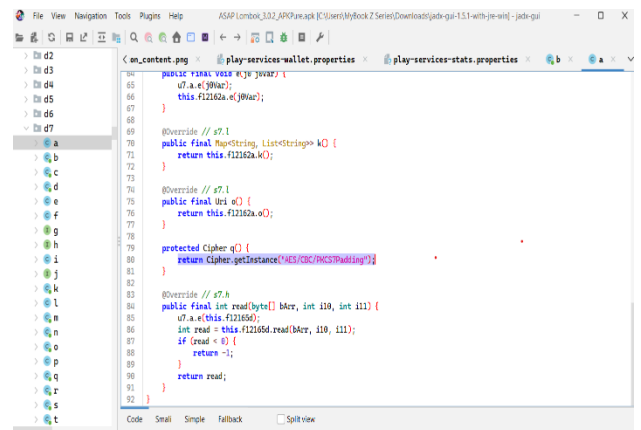 File View Navigation Tools Plugins Help ASAP Lombok_3.02_APKPure.apk [C:\Users\MyBook Z Series\Downloads\jadx-gui-1.5.1-with-jre-win] - jadx-gui
on_content.png play-services-wallet.properties play-services-stats.properties b a
d2
d3
d4
d5
d6
d7
a
b
c
d
e
f
g
h
i
j
k
l
m
n
o
p
q
r
s
t
64 public final void e(j0 j0Var) {
65 u7.a.e(j0Var);
66 this.f12162a.e(j0Var);
67 }
68
69 @Override // s7.l
70 public final Map<String, List<String>> k() {
71 return this.f12162a.k();
72 }
73
74 @Override // s7.l
75 public final Uri o() {
76 return this.f12162a.o();
77 }
78
79 protected Cipher q() {
80 return Cipher.getInstance("AES/CBC/PKCS7Padding");
81 }
82
83 @Override // s7.h
84 public final int read(byte[] bArr, int i10, int i11) {
85 u7.a.e(this.f12165d);
86 int read = this.f12165d.read(bArr, i10, i11);
87 if (read < 0) {
88 return -1;
89 }
90 return read;
91 }
92 }
Code Smali Simple Fallback Split view